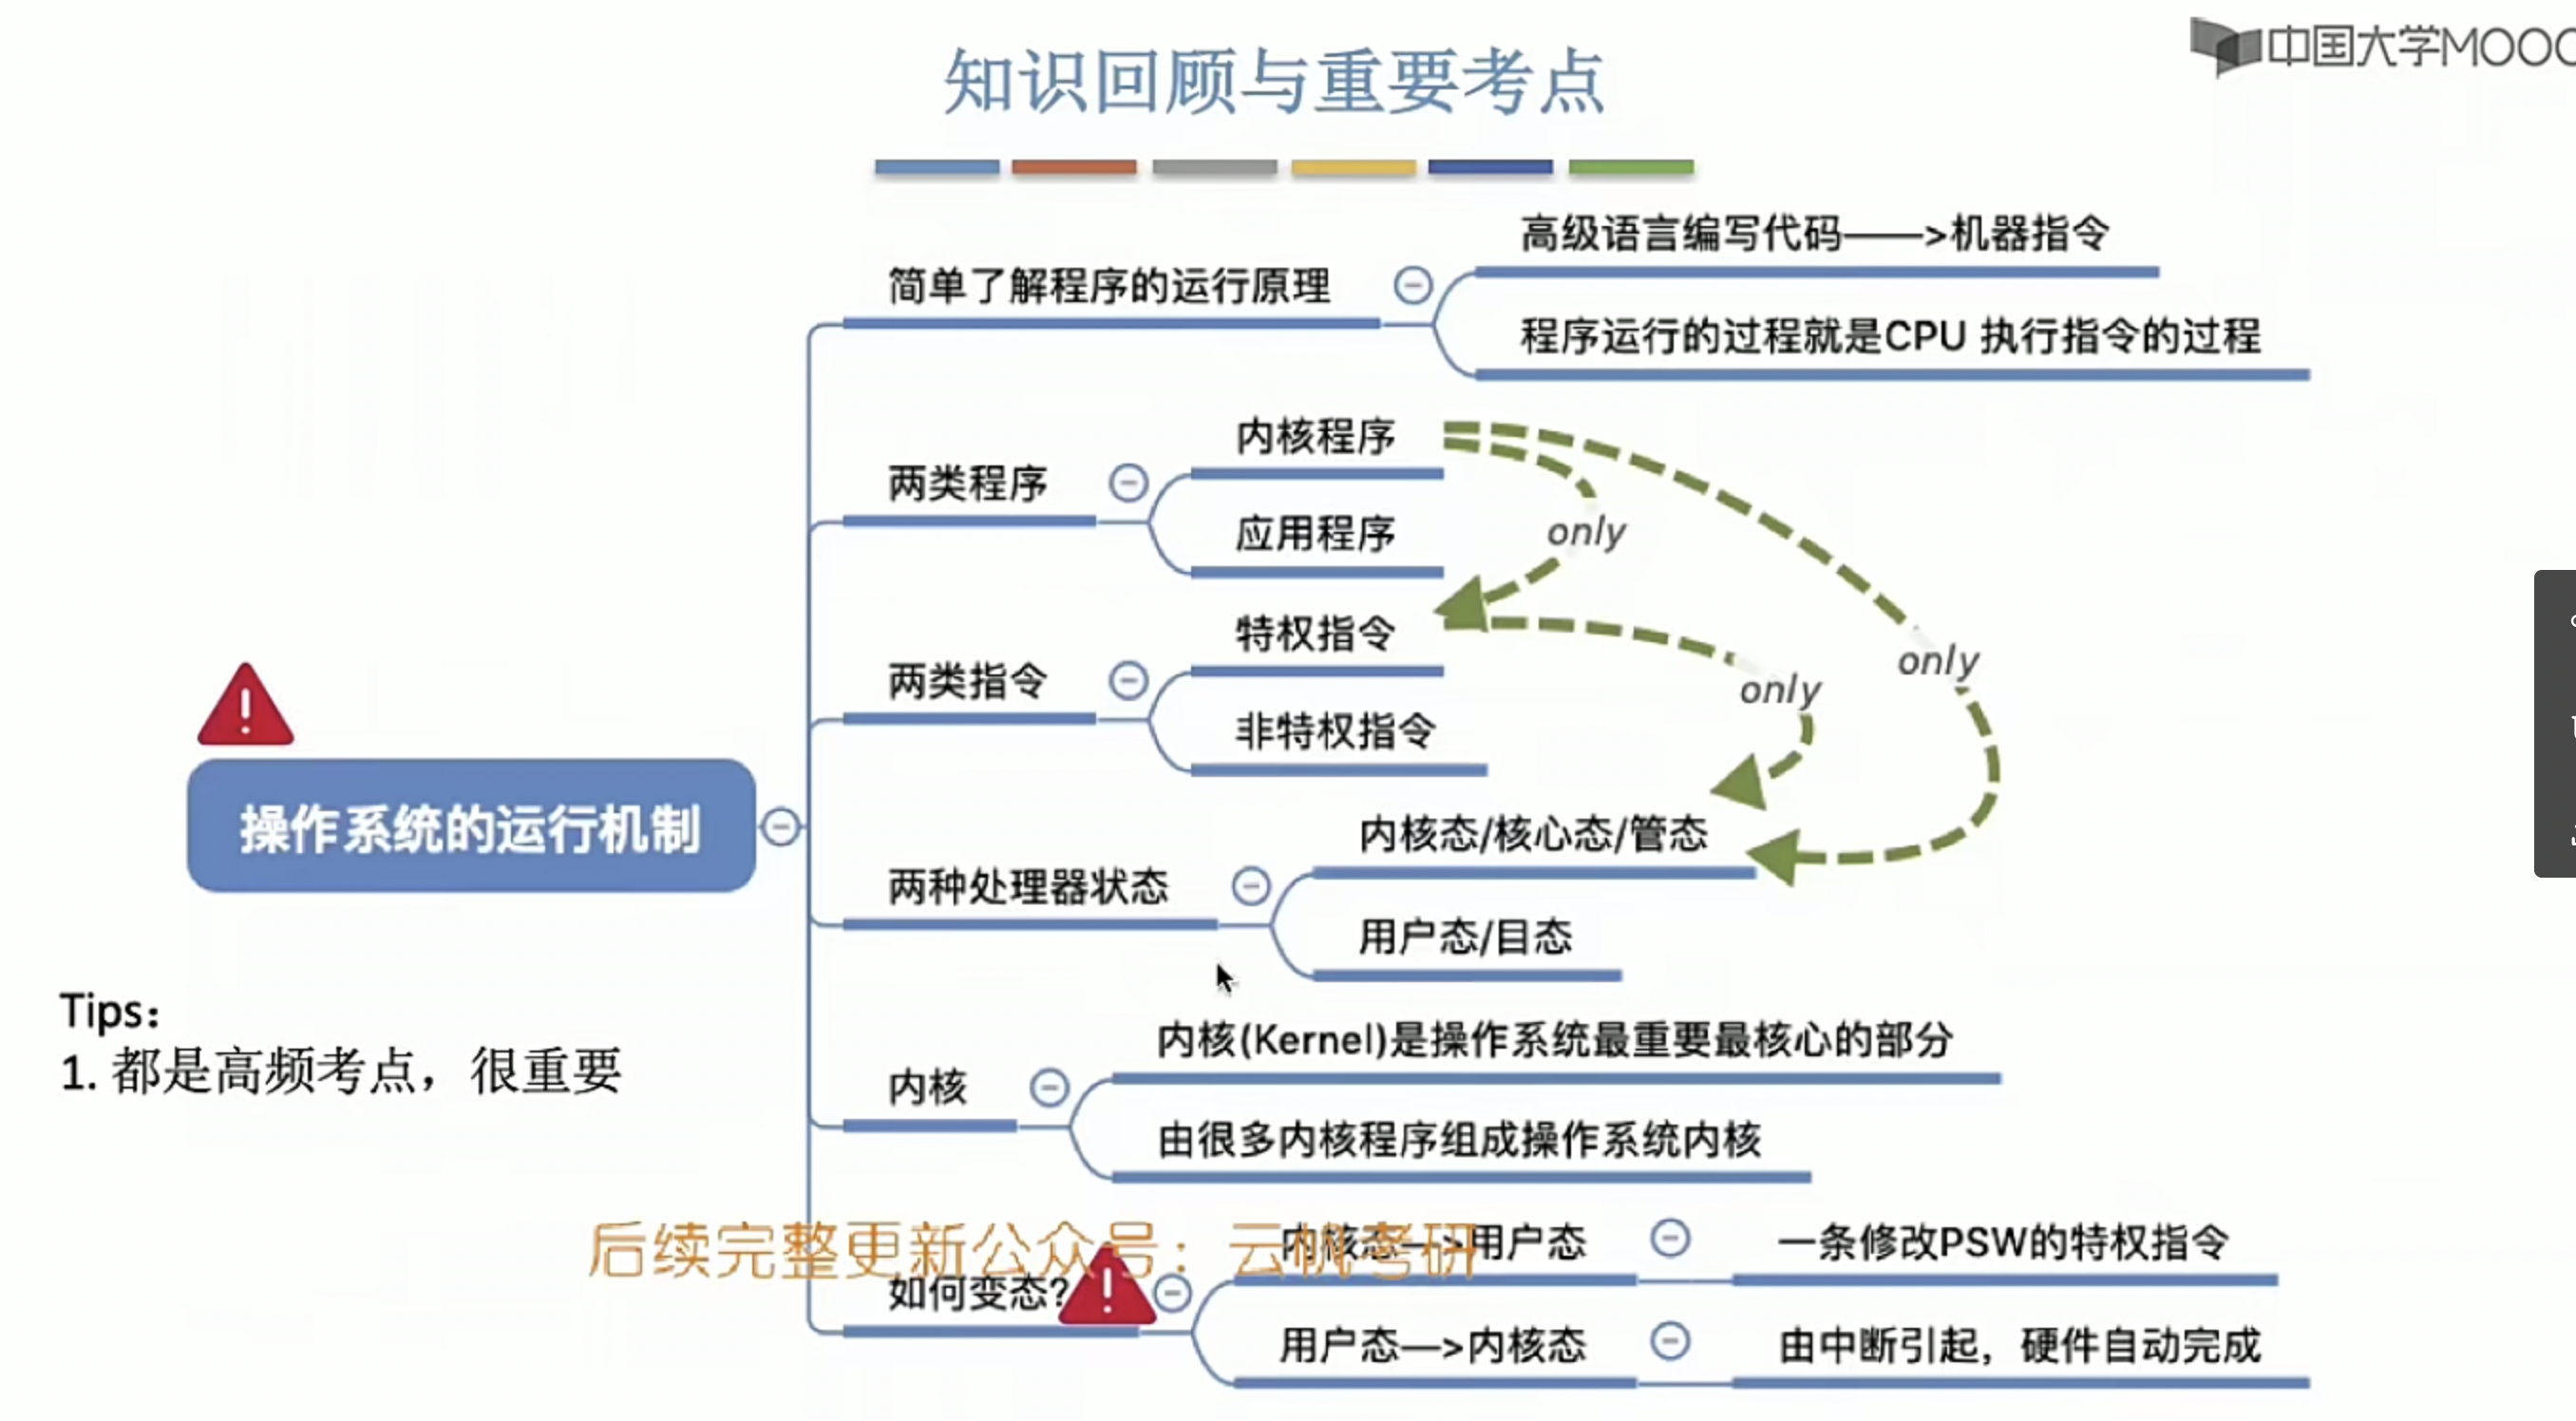 中国大学MOOC
知识回顾与重要考点
高级语言编写代码——>机器指令
简单了解程序的运行原理
程序运行的过程就是CPU 执行指令的过程
内核程序
两类程序
应用程序
only
特权指令
only
两类指令
only
非特权指令
操作系统的运行机制
内核态/核心态/管态
两种处理器状态
用户态/目态
Tips：
1. 都是高频考点，很重要
内核(Kernel)是操作系统最重要最核心的部分
内核
由很多内核程序组成操作系统内核
后续完整更新公众号：云帆考研
内核态—>用户态
一条修改PSW的特权指令
如何变态?
用户态—>内核态
由中断引起，硬件自动完成